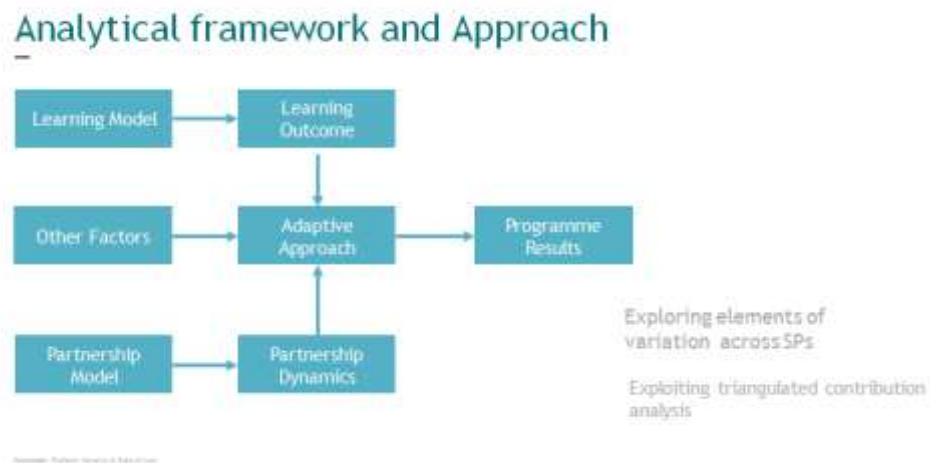 Analytical framework and Approach
Learning Model
Learning
Outcome
Other Factors
Adaptive
Approach
Programme
Results
Partnership
Model
Partnership
Dynamics
Exploring elements of
variation across SPs
Exploiting triangulated contribution
analysis